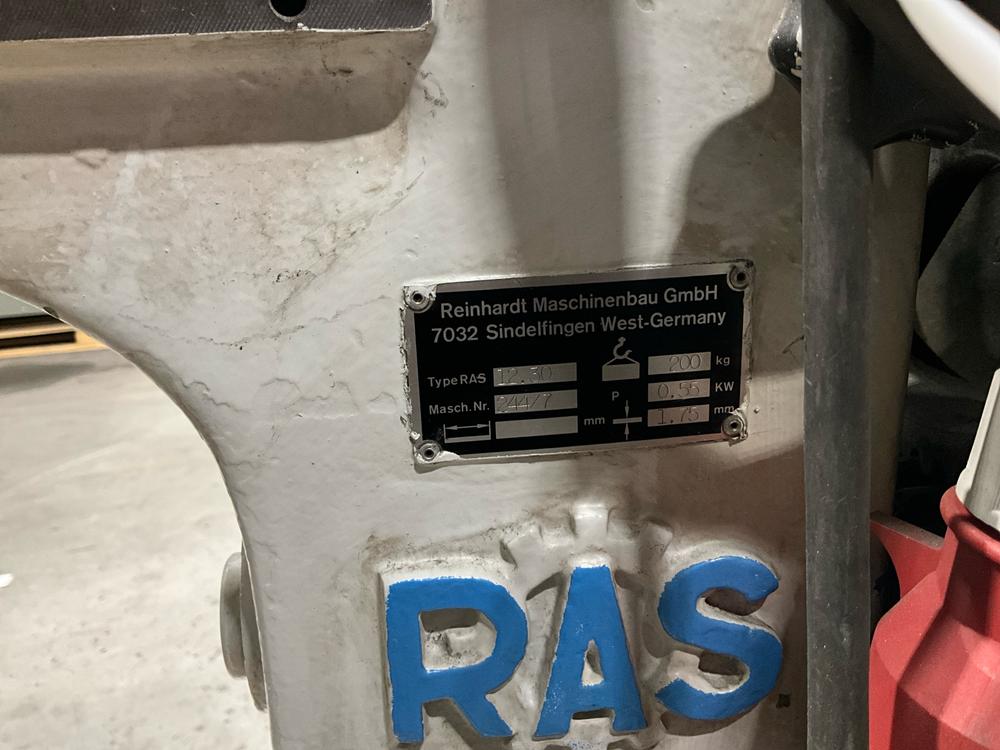 Reinhardt Maschinenbau GmbH
7032 Sindelfingen West-Germany
Type RAS 12.30 200 kg
Masch. Nr. 244/7 P 0.55 KW
mm 1.75 mm
RAS